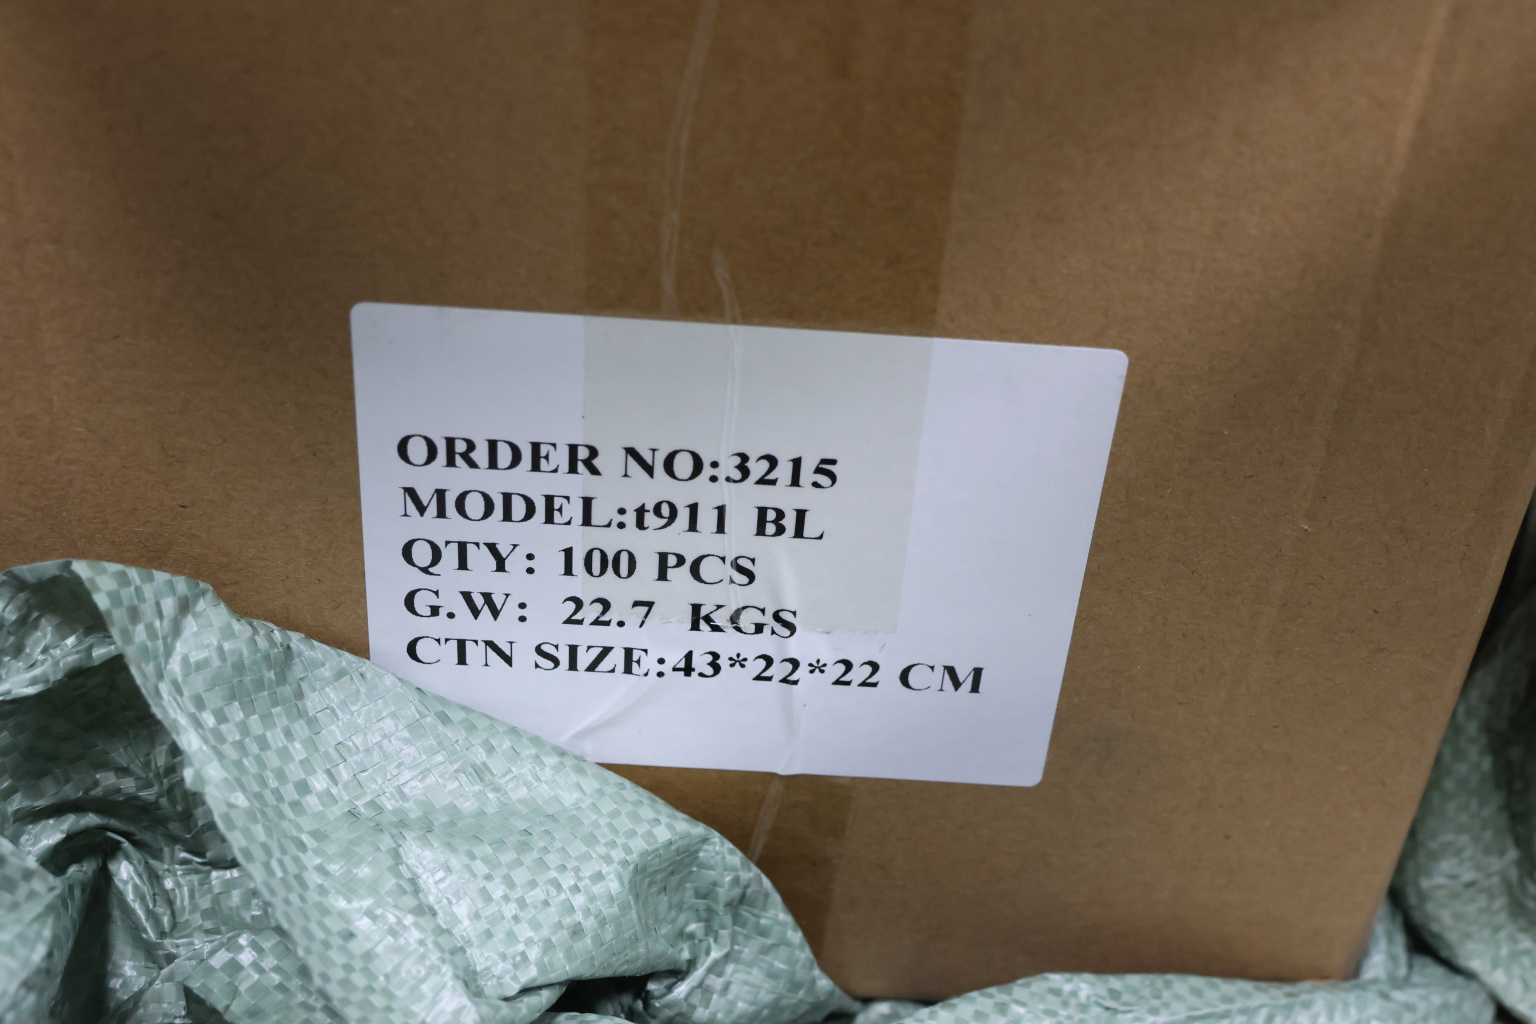 ORDER NO:3215
MODEL:t911 BL
QTY: 100 PCS
G.W: 22.7 KGS
CTN SIZE:43*22*22 CM